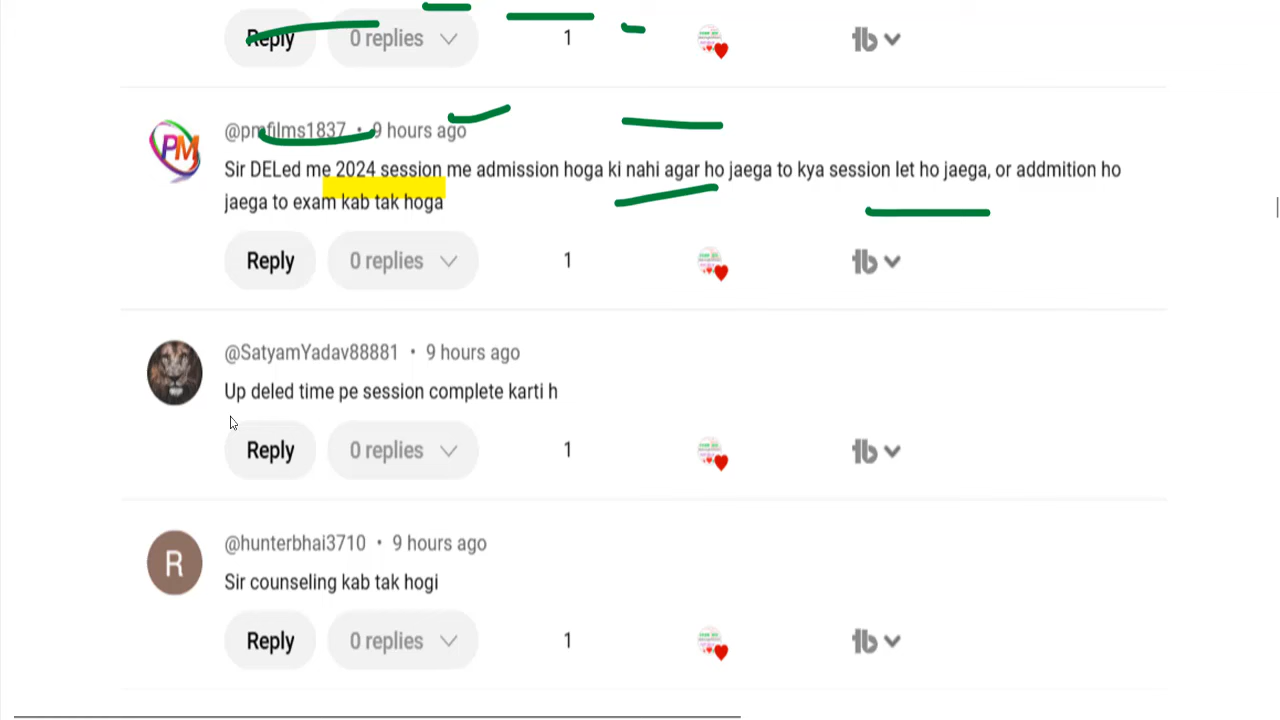 Reply 0 replies 1
@pmfilms1837 • 9 hours ago
PM
Sir DELed me 2024 session me admission hoga ki nahi agar ho jaega to kya session let ho jaega, or addmition ho
jaega to exam kab tak hoga
Reply 0 replies 1
@SatyamYadav88881 • 9 hours ago
Up deled time pe session complete karti h
Reply 0 replies 1
@hunterbhai3710 • 9 hours ago
R
Sir counseling kab tak hogi
Reply 0 replies 1